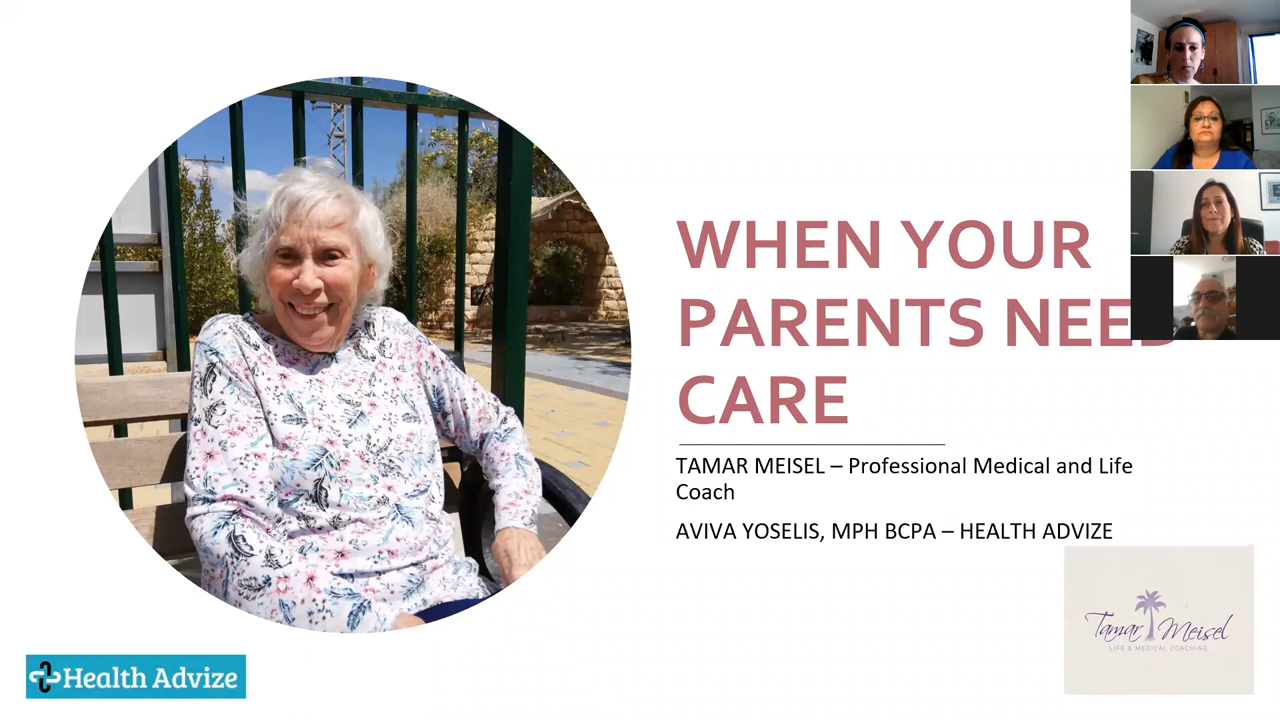 WHEN YOUR
PARENTS NEED
CARE
TAMAR MEISEL – Professional Medical and Life
Coach
AVIVA YOSELIS, MPH BCPA – HEALTH ADVIZE
Tamar Meisel
LIFE & MEDICAL COACHING
Health Advize